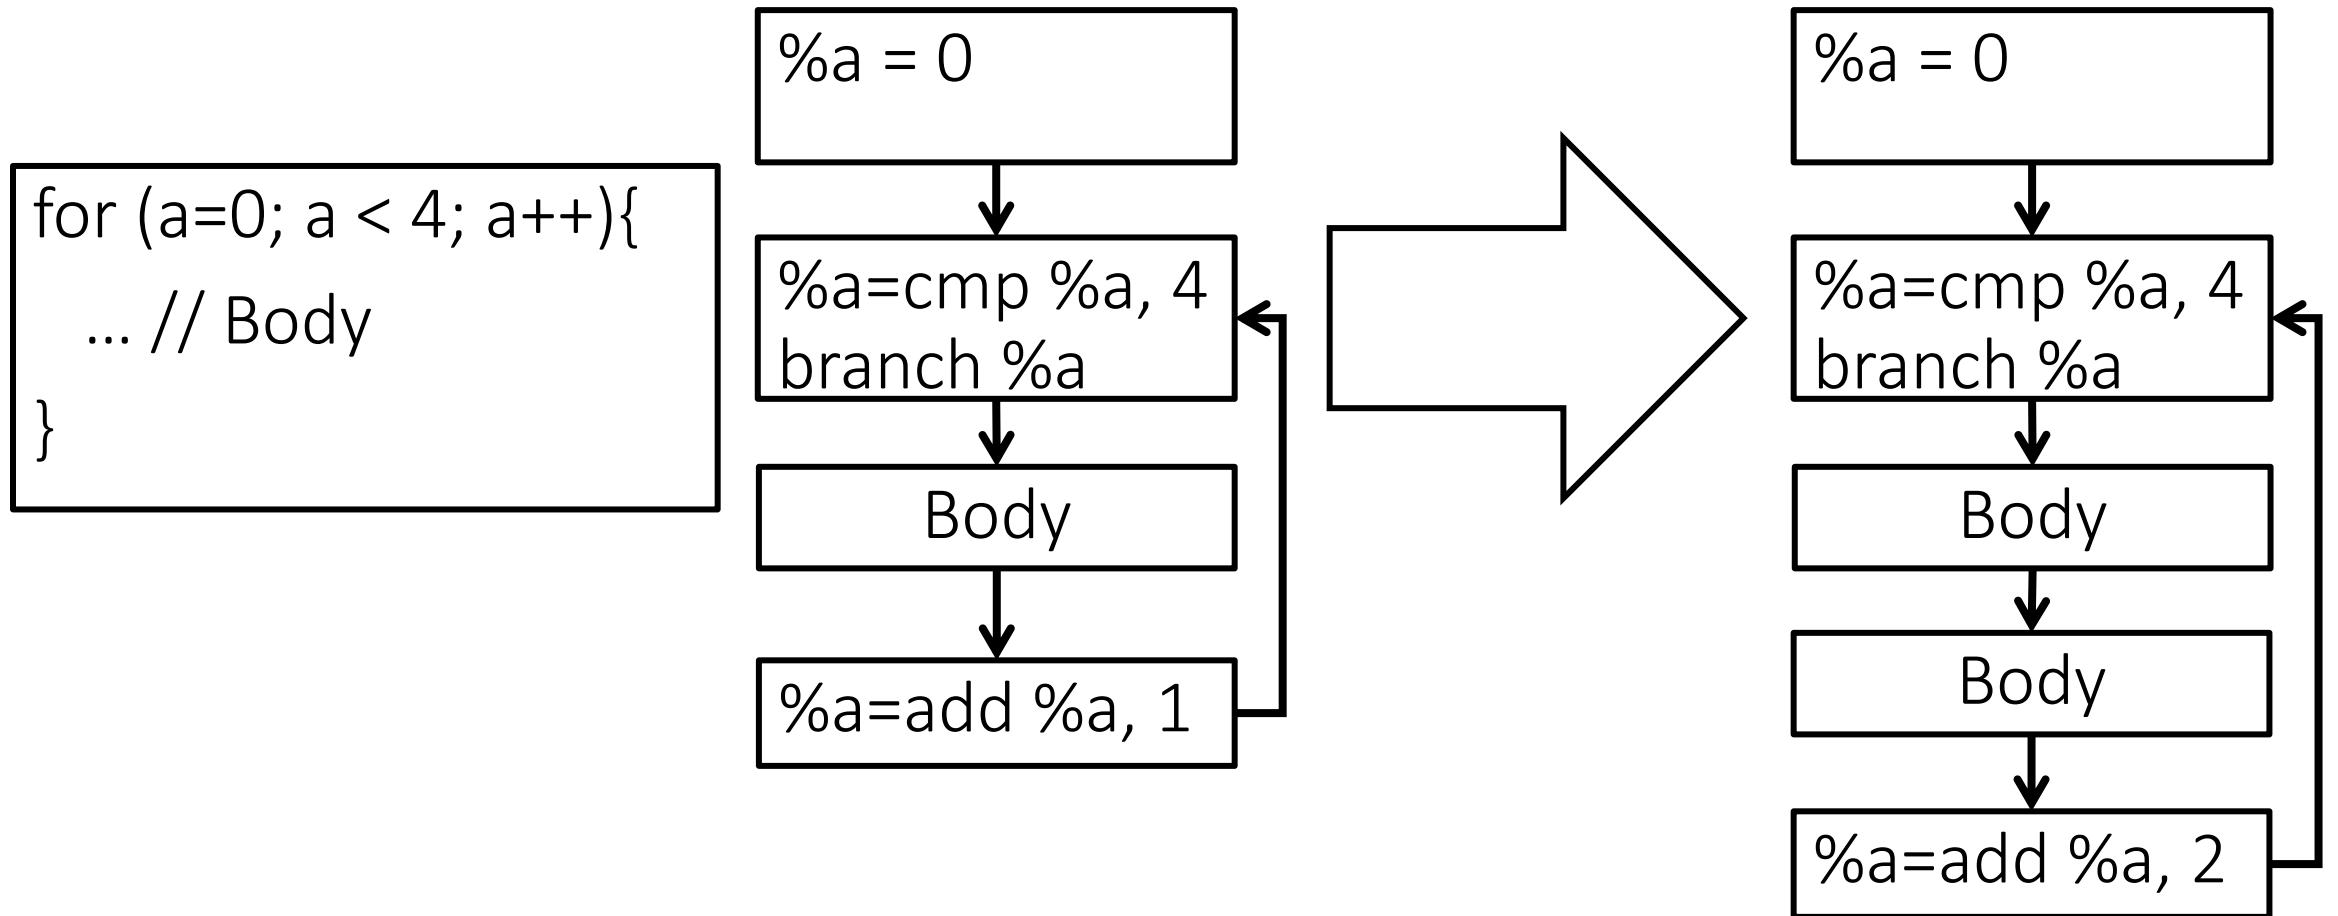 for (a=0; a < 4; a++){
... // Body
}
%a = 0
%a=cmp %a, 4
branch %a
Body
%a=add %a, 1
%a = 0
%a=cmp %a, 4
branch %a
Body
Body
%a=add %a, 2